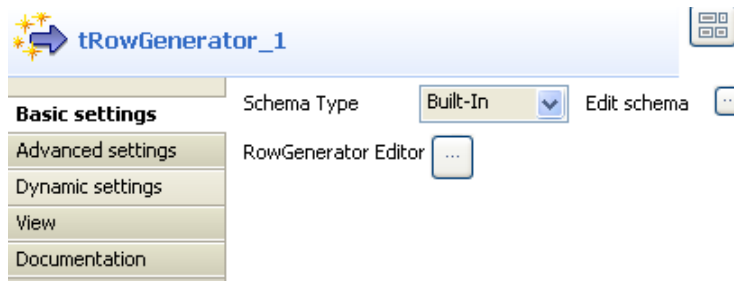 tRowGenerator_1
Basic settings
Schema Type Built-In Edit schema ...
Advanced settings
RowGenerator Editor ...
Dynamic settings
View
Documentation